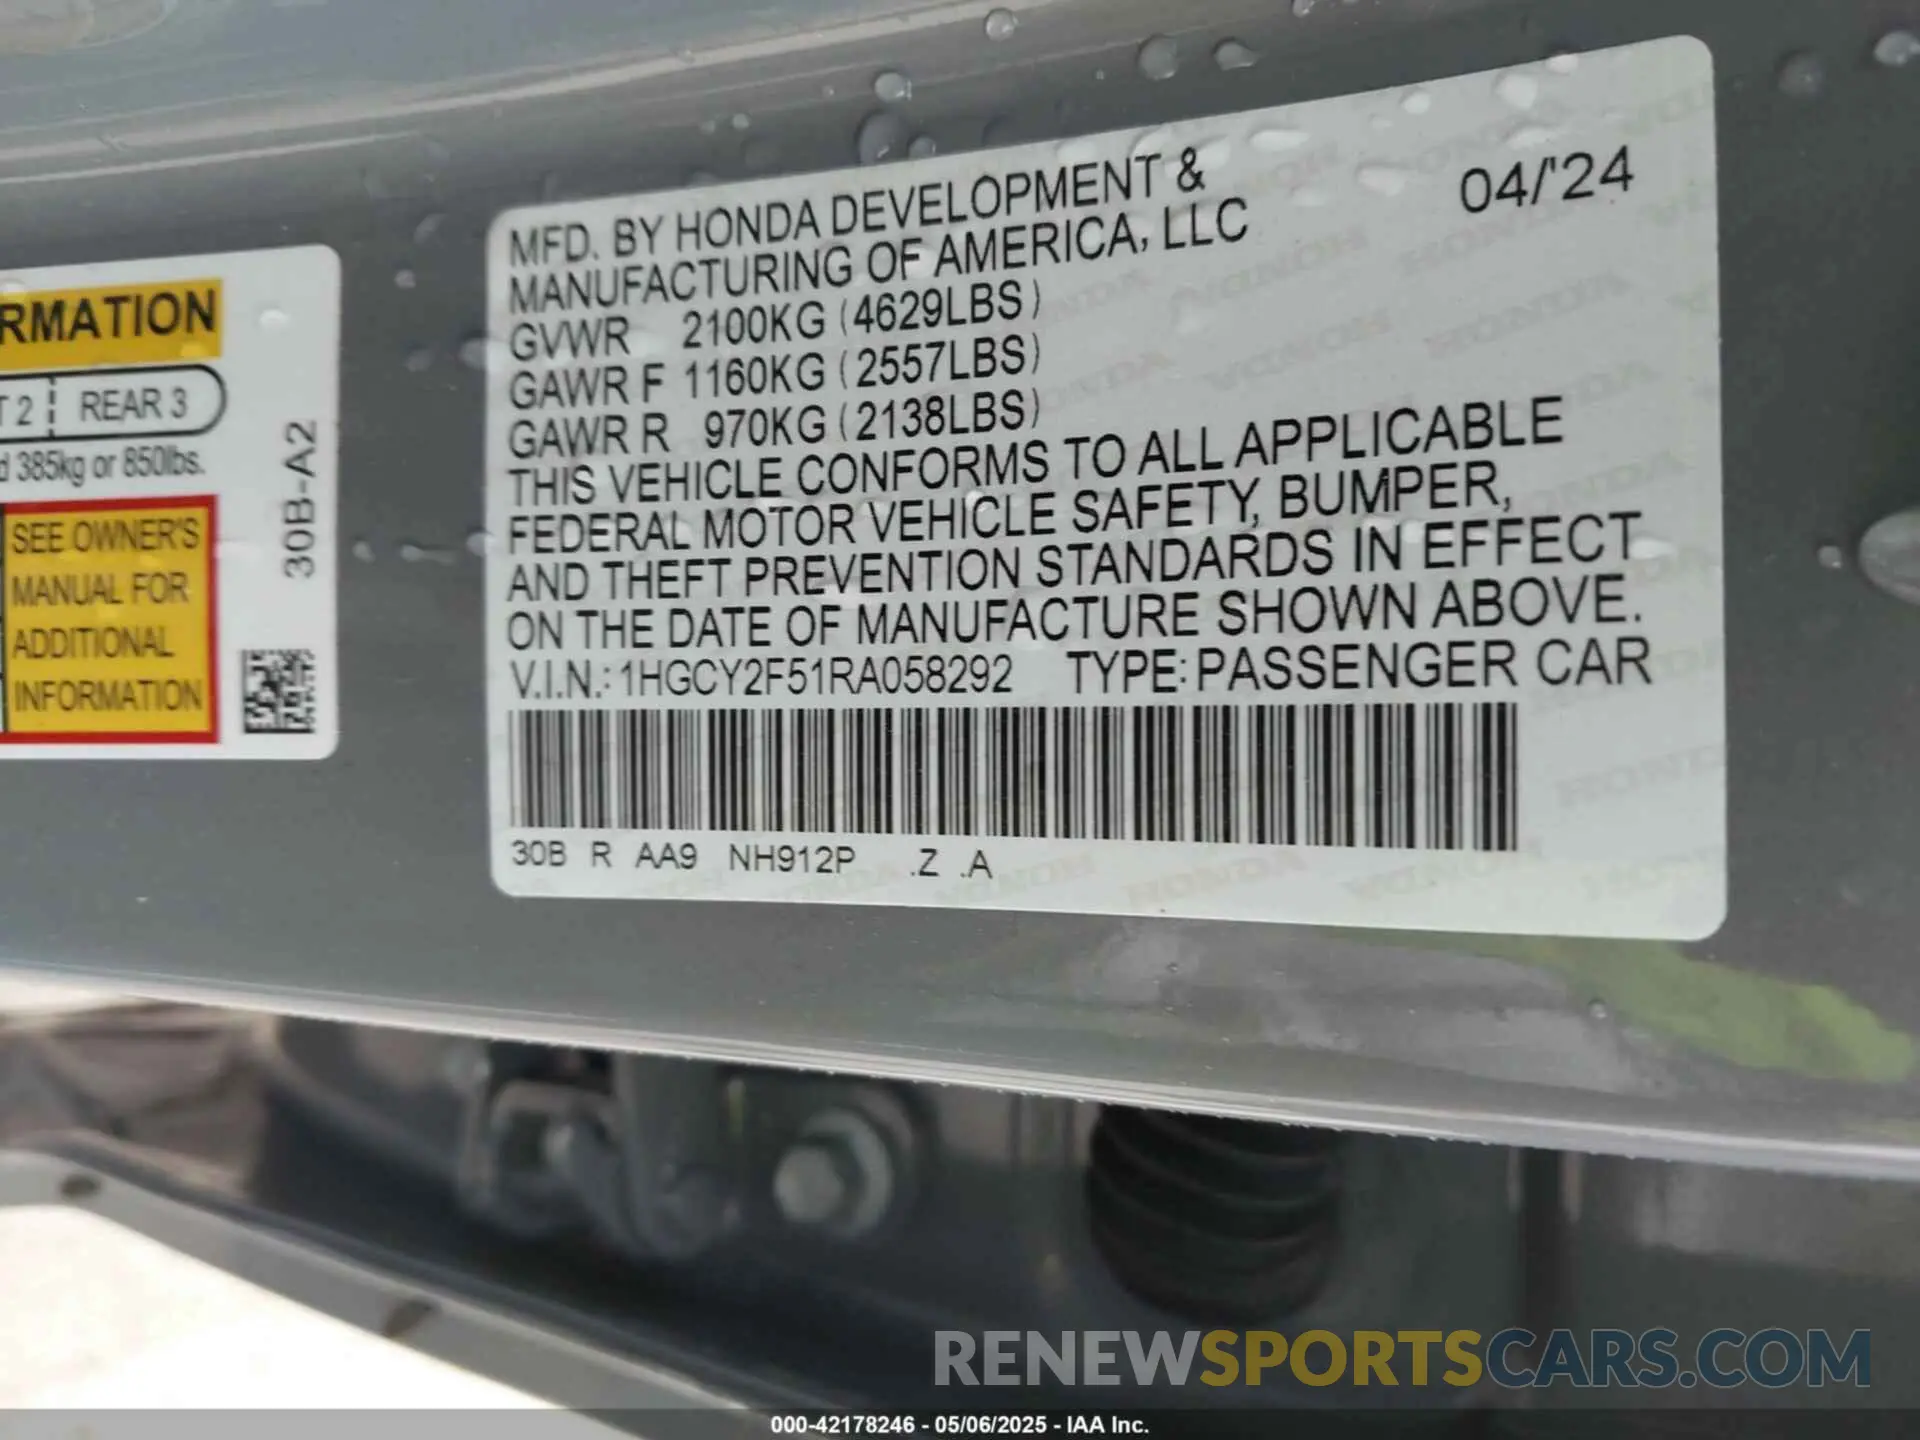 RMATION
T 2 REAR 3
d 385kg or 850lbs.
SEE OWNER'S
MANUAL FOR
ADDITIONAL
INFORMATION
30B-A2
MFD. BY HONDA DEVELOPMENT &
MANUFACTURING OF AMERICA, LLC
04/'24
GVWR 2100KG (4629LBS)
GAWR F 1160KG (2557LBS)
GAWR R 970KG (2138LBS)
THIS VEHICLE CONFORMS TO ALL APPLICABLE
FEDERAL MOTOR VEHICLE SAFETY, BUMPER,
AND THEFT PREVENTION STANDARDS IN EFFECT
ON THE DATE OF MANUFACTURE SHOWN ABOVE.
V.I.N.: 1HGCY2F51RA058292 TYPE: PASSENGER CAR
30B R AA9 NH912P .Z .A
RENEWSPORTSCARS.COM
000-42178246 - 05/06/2025 - IAA Inc.